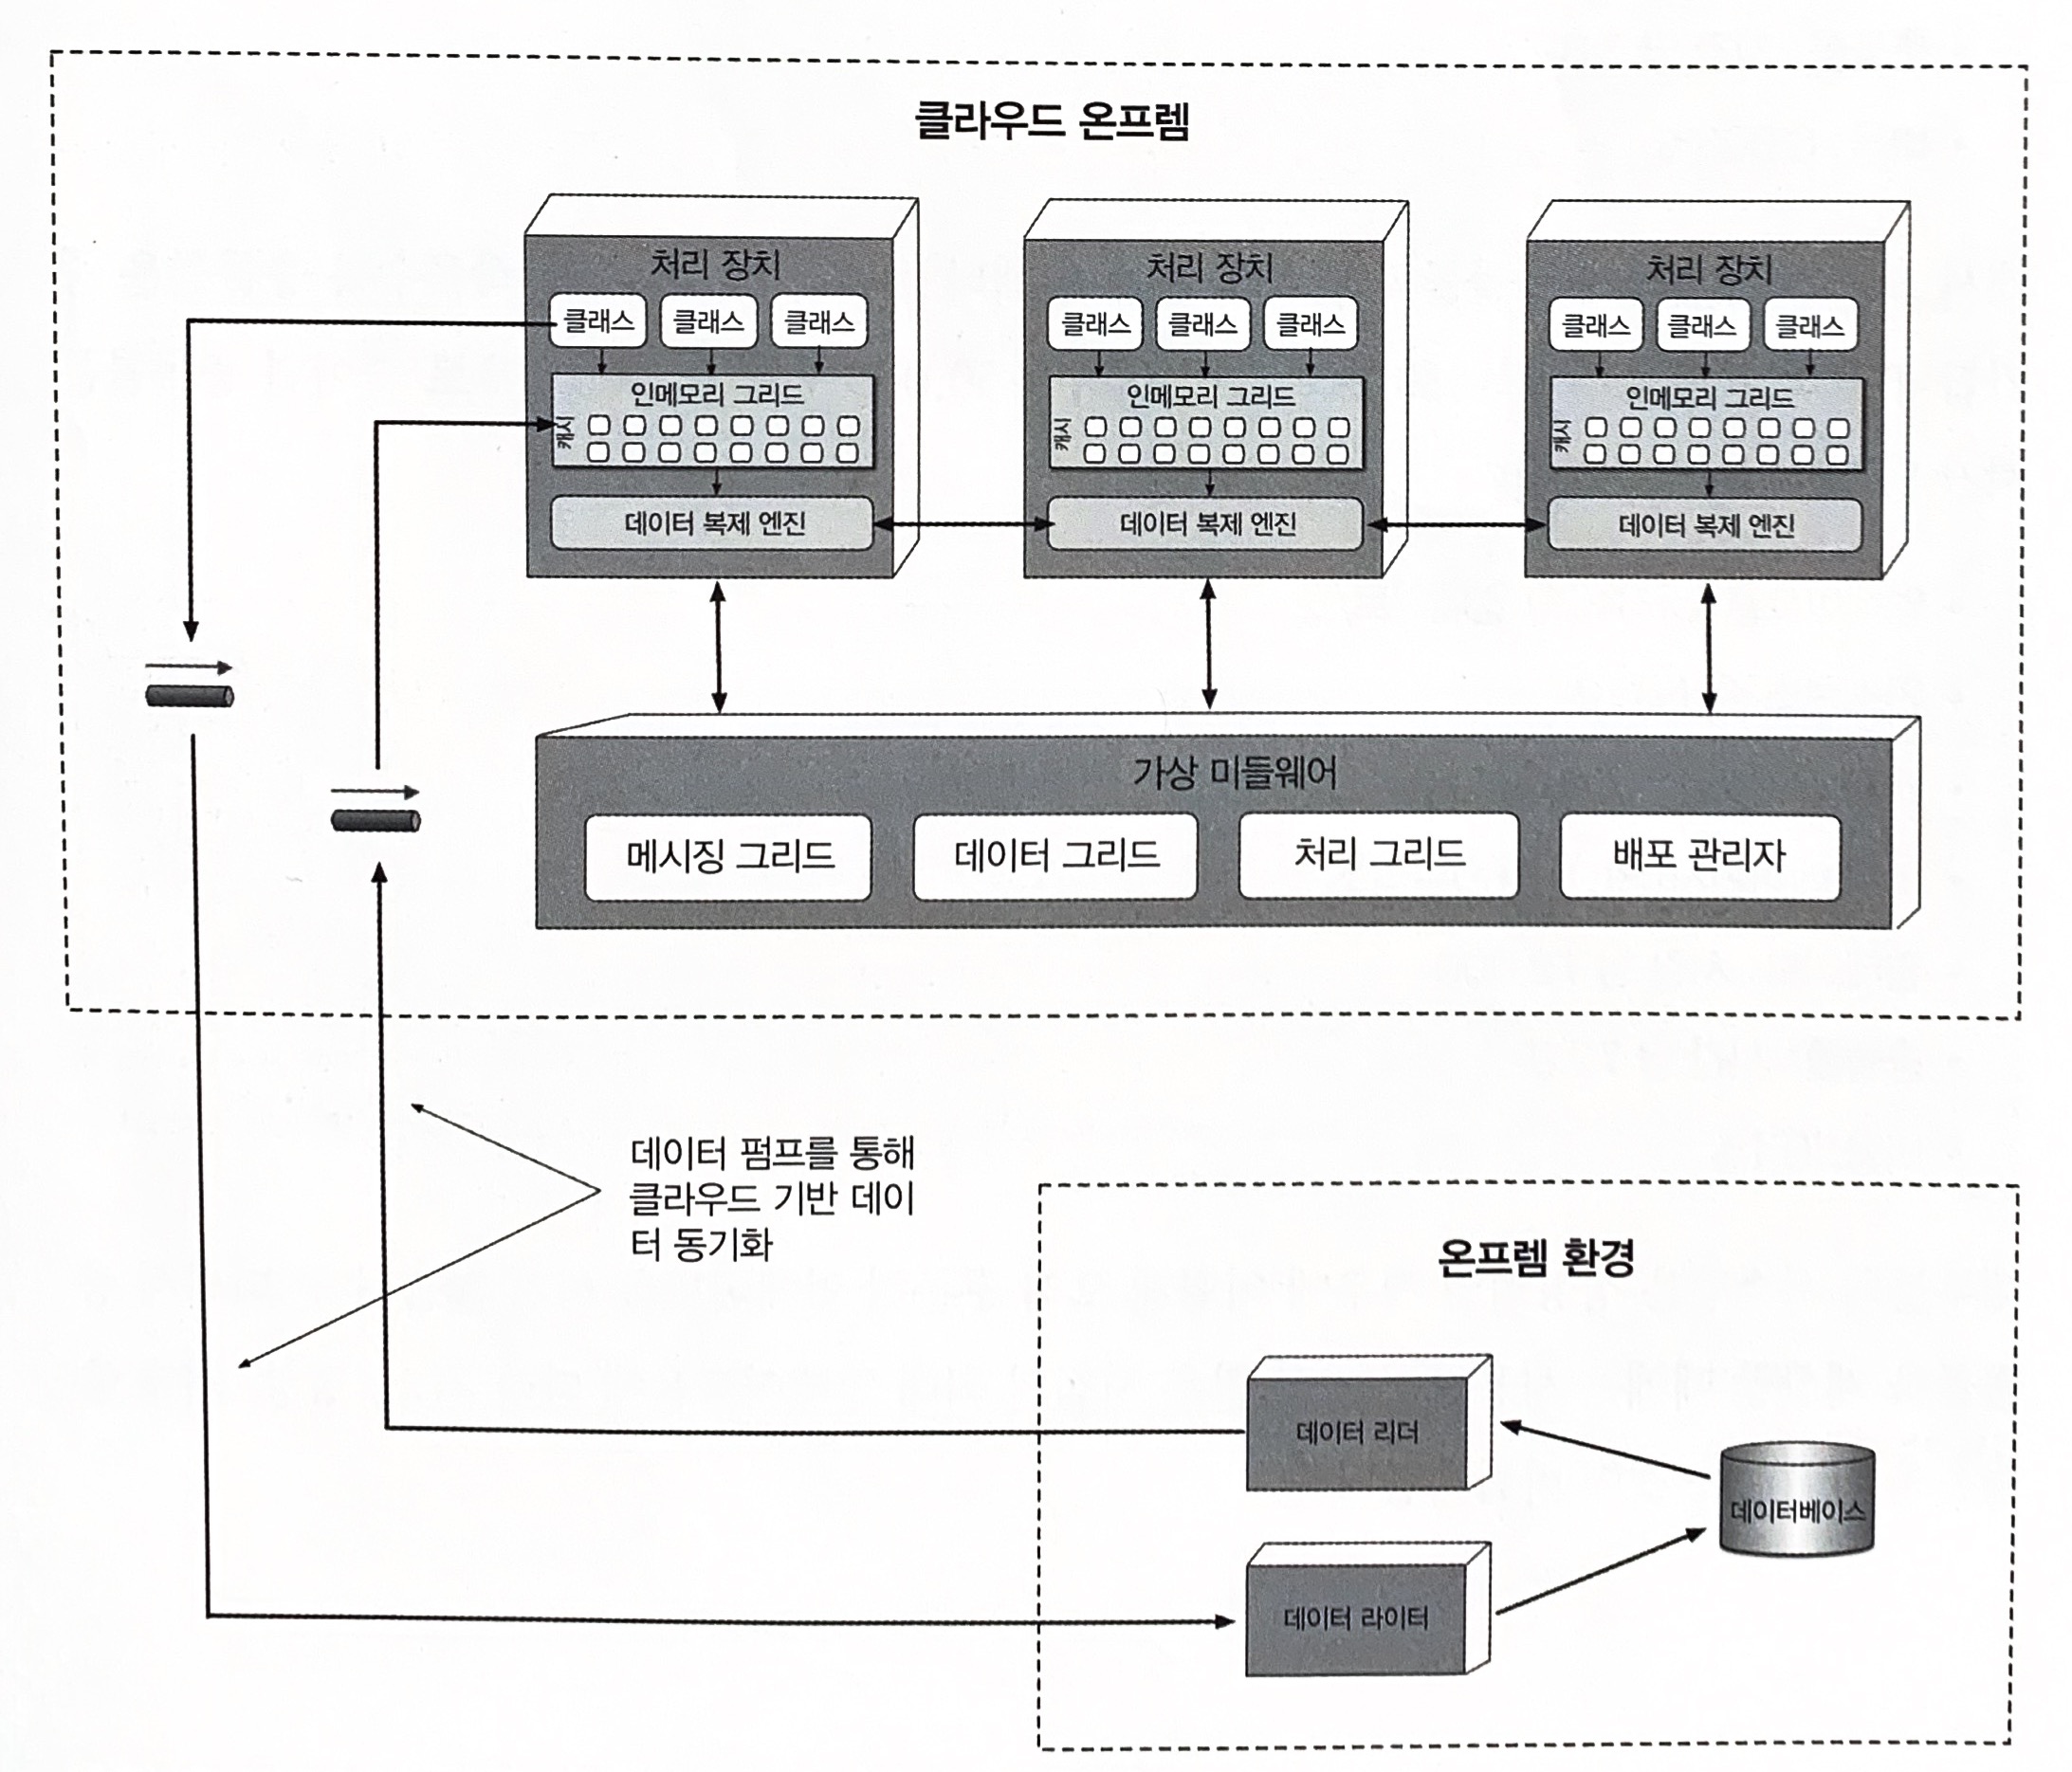 클라우드 온프렘
처리 장치
클래스 클래스 클래스
인메모리 그리드
캐시
데이터 복제 엔진
처리 장치
클래스 클래스 클래스
인메모리 그리드
캐시
데이터 복제 엔진
처리 장치
클래스 클래스 클래스
인메모리 그리드
캐시
데이터 복제 엔진
가상 미들웨어
메시징 그리드
데이터 그리드
처리 그리드
배포 관리자
데이터 펌프를 통해
클라우드 기반 데이
터 동기화
온프렘 환경
데이터 리더
데이터베이스
데이터 라이터